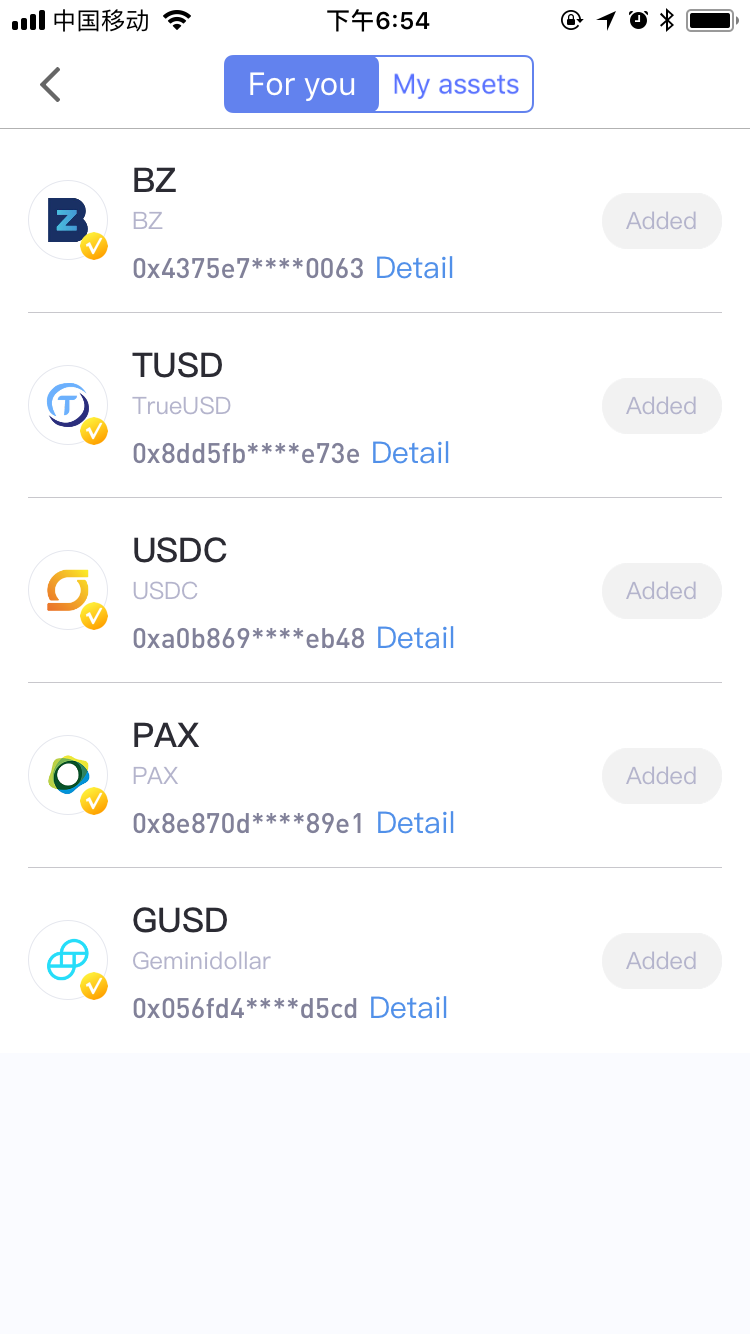 中国移动 下午6:54
For you My assets
BZ
BZ
Added
0x4375e7****0063 Detail
TUSD
TrueUSD
Added
0x8dd5fb****e73e Detail
USDC
USDC
Added
0xa0b869****eb48 Detail
PAX
PAX
Added
0x8e870d****89e1 Detail
GUSD
Geminidollar
Added
0x056fd4****d5cd Detail